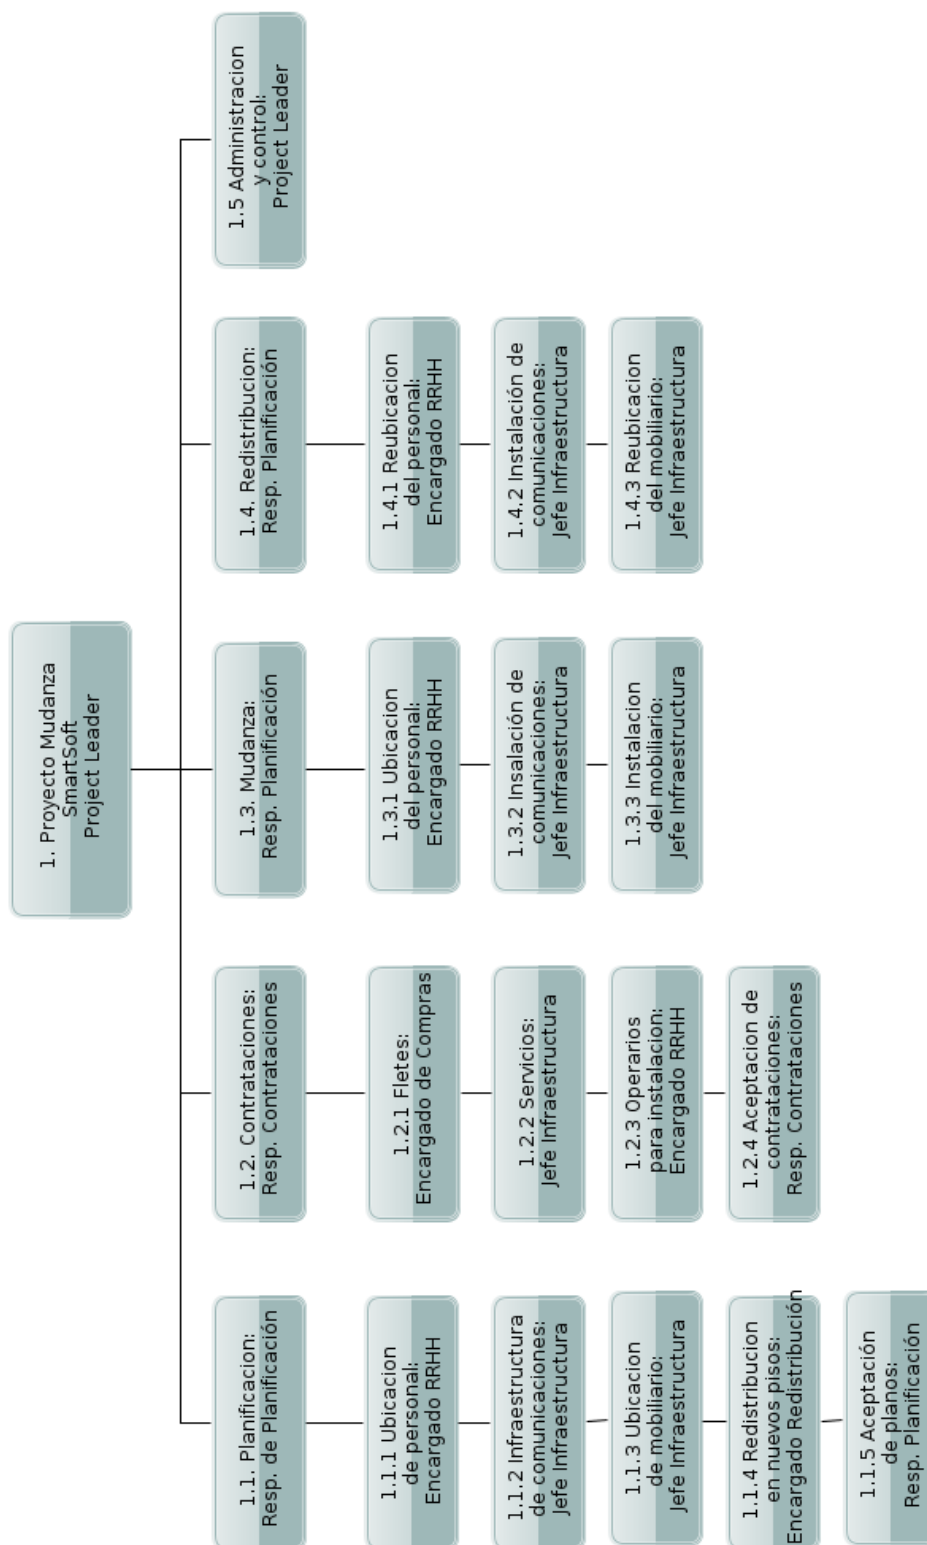 1. Proyecto Mudanza
SmartSoft
Project Leader
1.1. Planificacion:
Resp. de Planificación
1.1.1 Ubicacion
de personal:
Encargado RRHH
1.1.2 Infraestructura
de comunicaciones:
Jefe Infraestructura
1.1.3 Ubicacion
de mobiliario:
Jefe Infraestructura
1.1.4 Redistribucion
en nuevos pisos:
Encargado Redistribución
1.1.5 Aceptación
de planos:
Resp. Planificación
1.2. Contrataciones:
Resp. Contrataciones
1.2.1 Fletes:
Encargado de Compras
1.2.2 Servicios:
Jefe Infraestructura
1.2.3 Operarios
para instalacion:
Encargado RRHH
1.2.4 Aceptacion de
contrataciones:
Resp. Contrataciones
1.3. Mudanza:
Resp. Planificación
1.3.1 Ubicacion
del personal:
Encargado RRHH
1.3.2 Insalación de
comunicaciones:
Jefe Infraestructura
1.3.3 Instalacion
del mobiliario:
Jefe Infraestructura
1.4. Redistribucion:
Resp. Planificación
1.4.1 Reubicacion
del personal:
Encargado RRHH
1.4.2 Instalación de
comunicaciones:
Jefe Infraestructura
1.4.3 Reubicacion
del mobiliario:
Jefe Infraestructura
1.5 Administracion
y control:
Project Leader